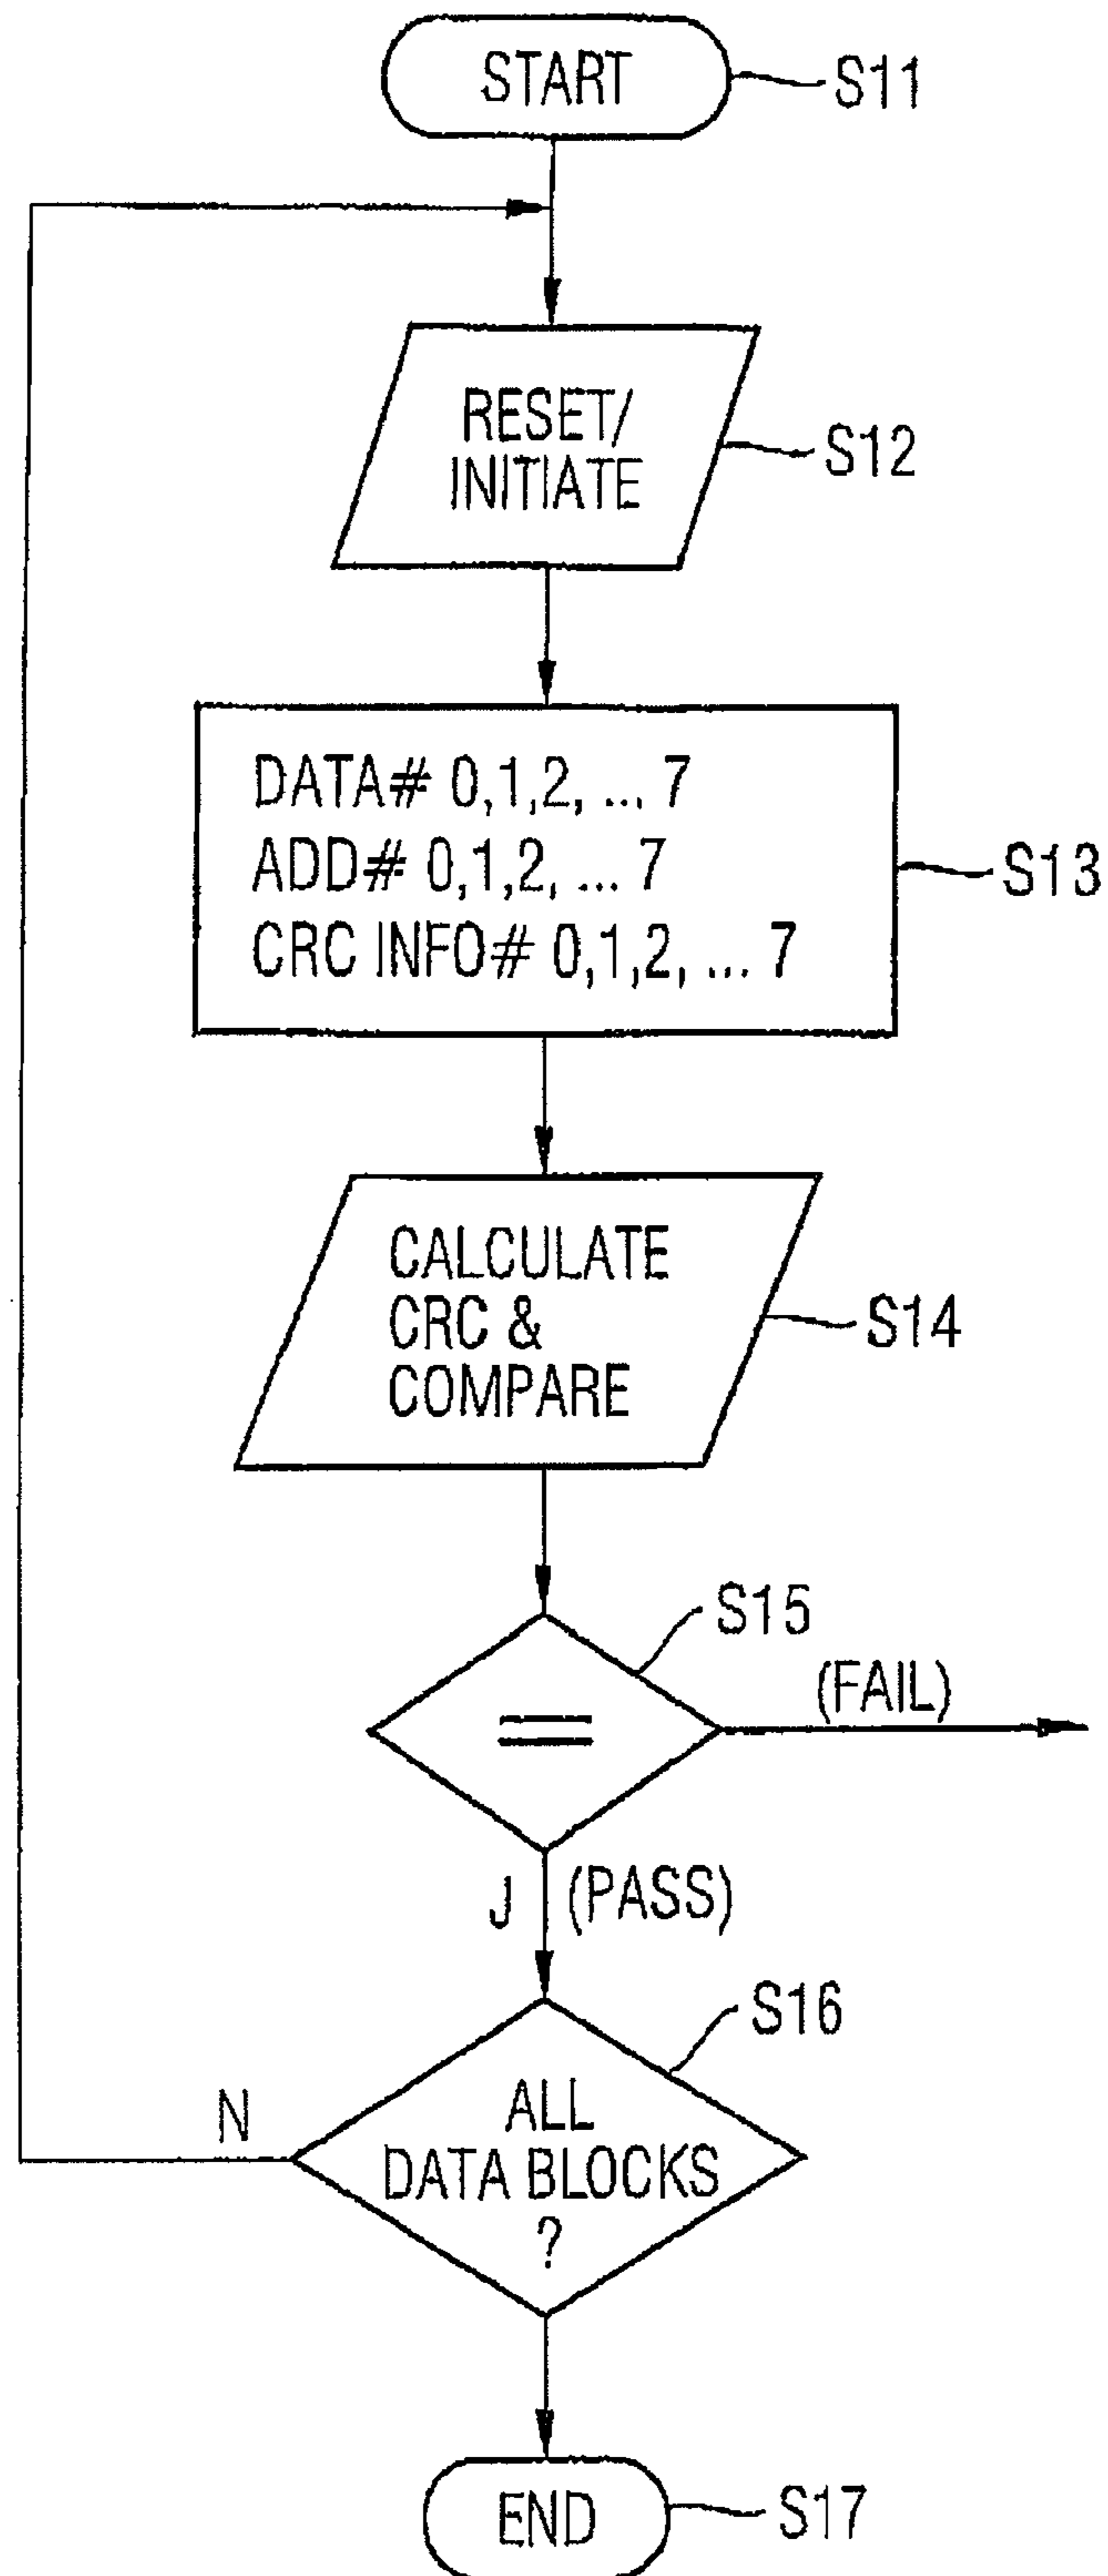 START
S11
RESET/
INITIATE
S12
DATA# 0,1,2, ... 7
ADD# 0,1,2, ... 7
CRC INFO# 0,1,2, ... 7
S13
CALCULATE
CRC &
COMPARE
S14
S15
==
(FAIL)
J (PASS)
S16
N
ALL
DATA BLOCKS
?
END
S17